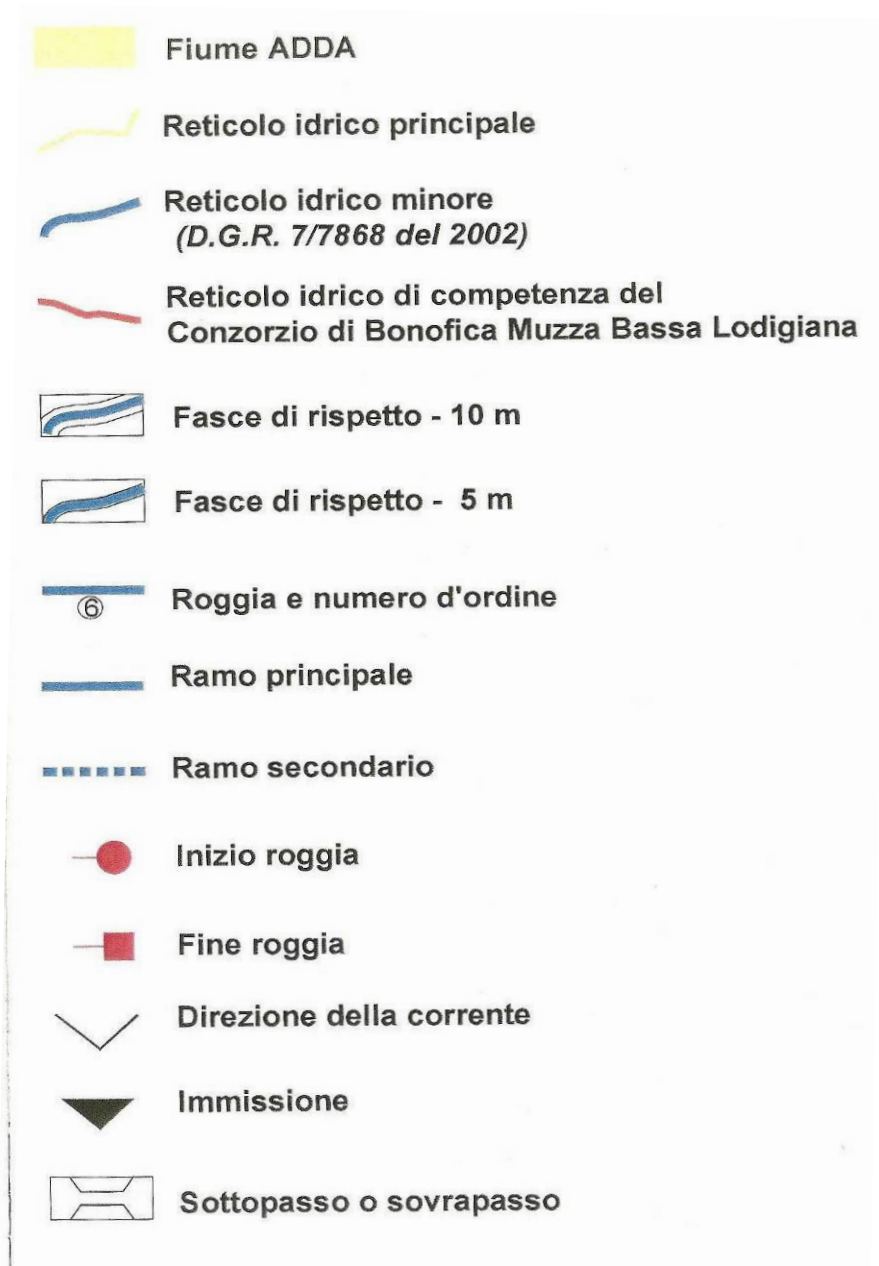 Fiume ADDA
Reticolo idrico principale
Reticolo idrico minore
(D.G.R. 7/7868 del 2002)
Reticolo idrico di competenza del
Conzorzio di Bonofica Muzza Bassa Lodigiana
Fasce di rispetto - 10 m
Fasce di rispetto - 5 m
6
Roggia e numero d'ordine
Ramo principale
Ramo secondario
Inizio roggia
Fine roggia
Direzione della corrente
Immissione
Sottopasso o sovrapasso